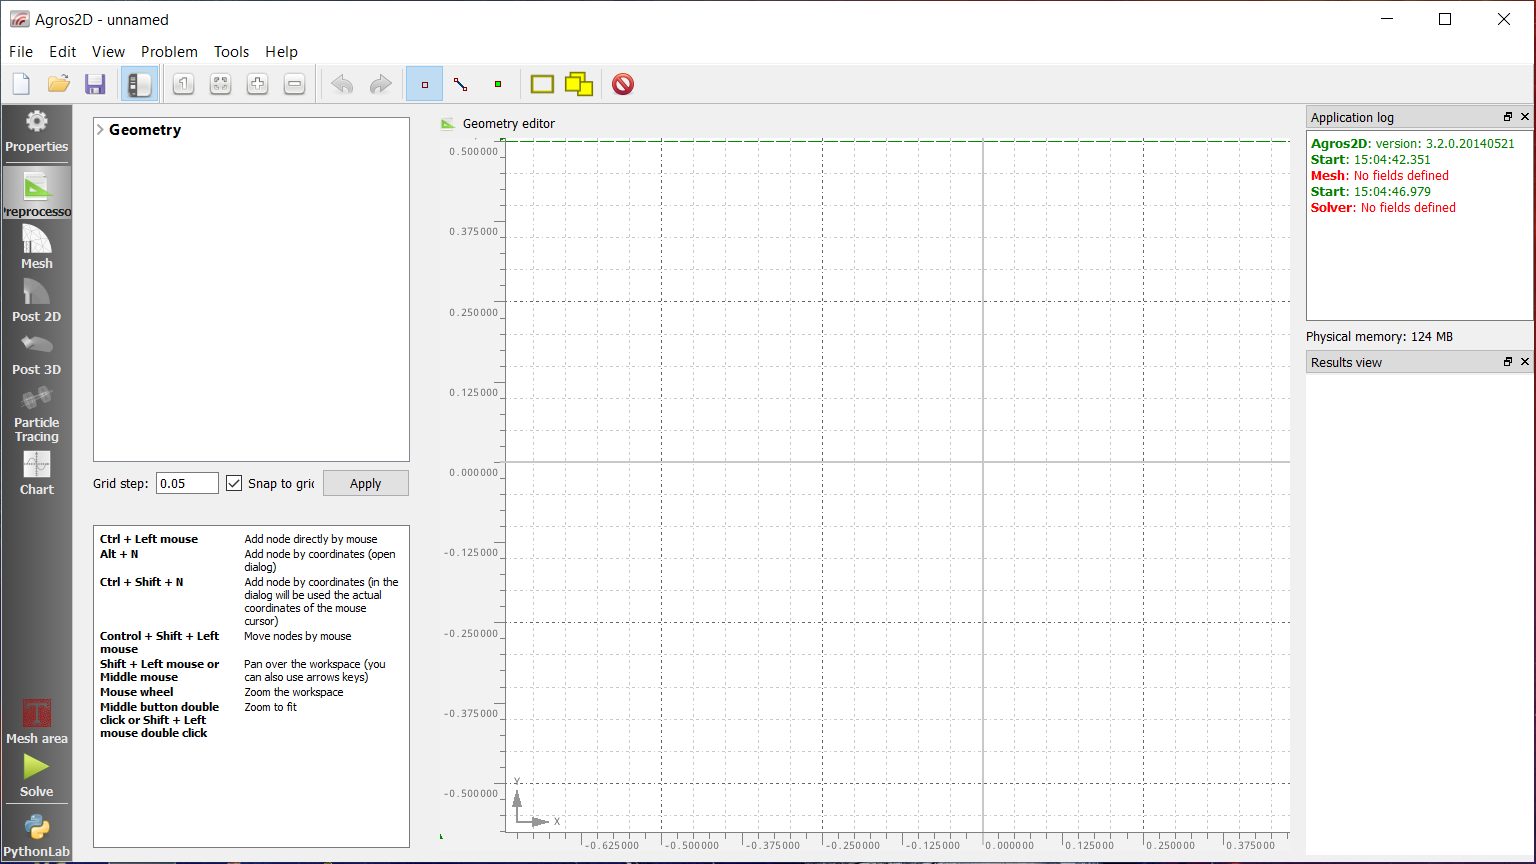 Agros2D - unnamed
File Edit View Problem Tools Help
1
Properties
Preprocesso
Mesh
Post 2D
Post 3D
Particle
Tracing
Chart
Mesh area
Solve
PythonLab
Geometry
Grid step: 0.05 Snap to grid Apply
Ctrl + Left mouse Add node directly by mouse
Alt + N Add node by coordinates (open
dialog)
Ctrl + Shift + N Add node by coordinates (in the
dialog will be used the actual
coordinates of the mouse
cursor)
Control + Shift + Left Move nodes by mouse
mouse
Shift + Left mouse or Pan over the workspace (you
Middle mouse can also use arrows keys)
Mouse wheel Zoom the workspace
Middle button double Zoom to fit
click or Shift + Left
mouse double click
Geometry editor
0.500000
0.375000
0.250000
0.125000
0.000000
-0.125000
-0.250000
-0.375000
-0.500000
Y
X
-0.625000 -0.500000 -0.375000 -0.250000 -0.125000 0.000000 0.125000 0.250000 0.375000
Application log
Agros2D: version: 3.2.0.20140521
Start: 15:04:42.351
Mesh: No fields defined
Start: 15:04:46.979
Solver: No fields defined
Physical memory: 124 MB
Results view